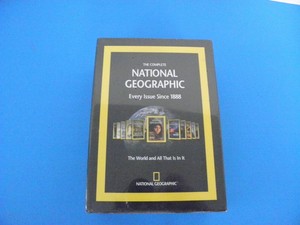 THE COMPLETE
NATIONAL
GEOGRAPHIC
Every Issue Since 1888
The World and All That Is In It
NATIONAL GEOGRAPHIC